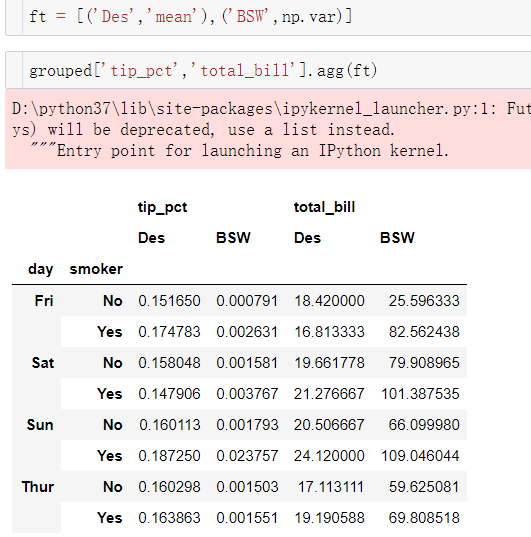 ft = [('Des','mean'),('BSW',np.var)]
grouped['tip_pct','total_bill'].agg(ft)
D:\python37\lib\site-packages\ipykernel_launcher.py:1: Fut
ys) will be deprecated, use a list instead.
"""Entry point for launching an IPython kernel.
tip_pct total_bill
Des BSW Des BSW
day smoker
Fri No 0.151650 0.000791 18.420000 25.596333
Yes 0.174783 0.002631 16.813333 82.562438
Sat No 0.158048 0.001581 19.661778 79.908965
Yes 0.147906 0.003767 21.276667 101.387535
Sun No 0.160113 0.001793 20.506667 66.099980
Yes 0.187250 0.023757 24.120000 109.046044
Thur No 0.160298 0.001503 17.113111 59.625081
Yes 0.163863 0.001551 19.190588 69.808518